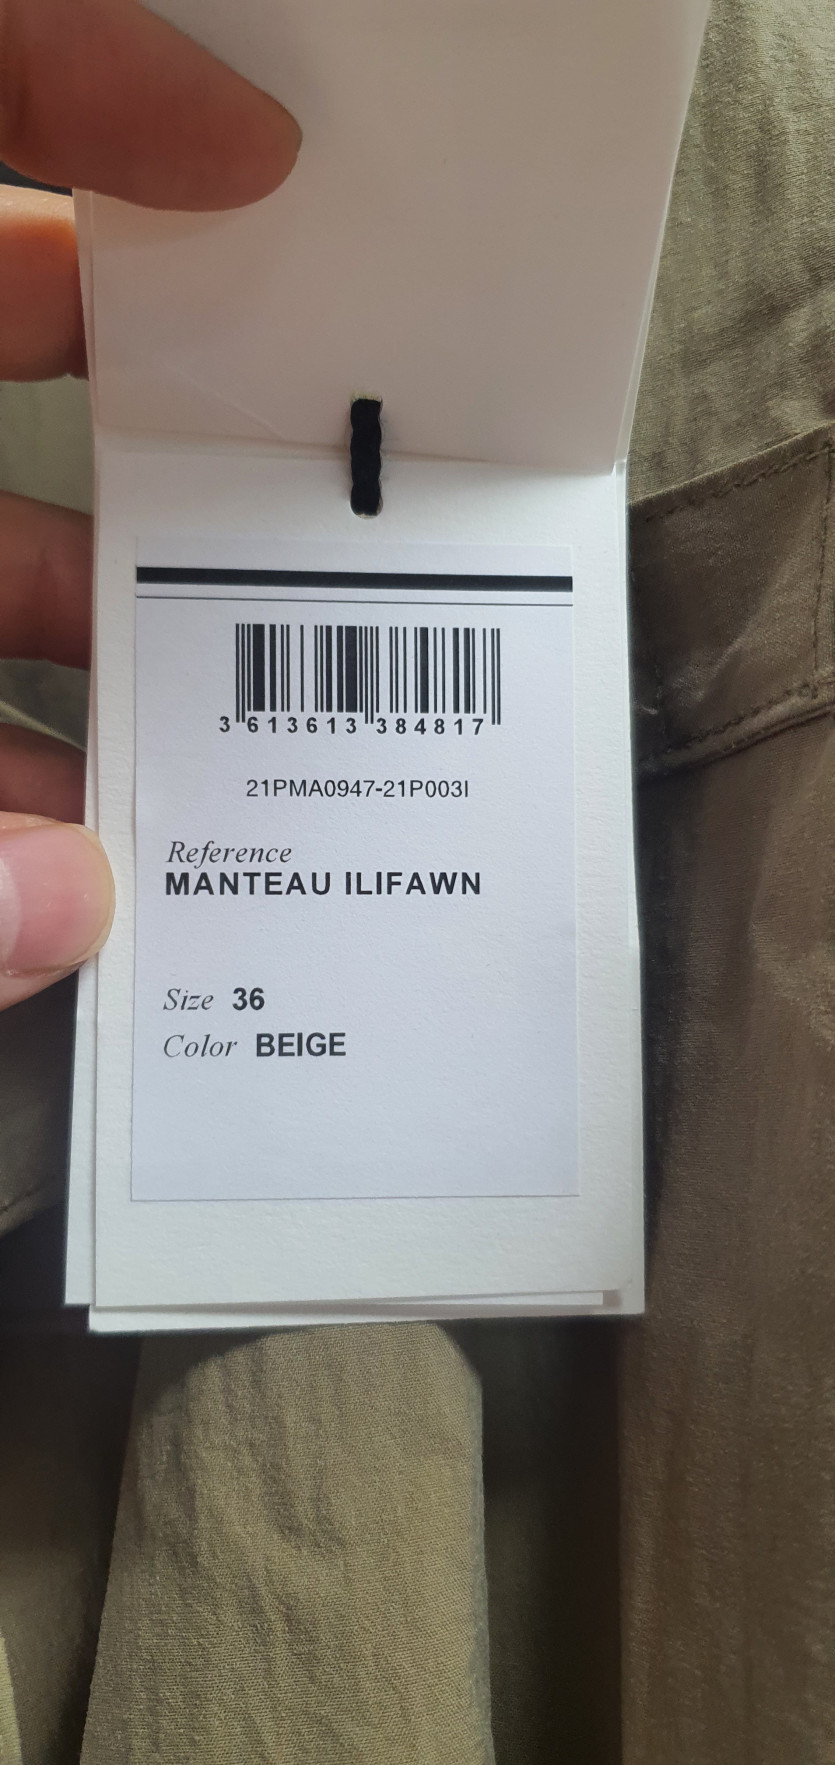 3 613613 384817
21PMA0947-21P003I
Reference
MANTEAU ILIFAWN
Size 36
Color BEIGE